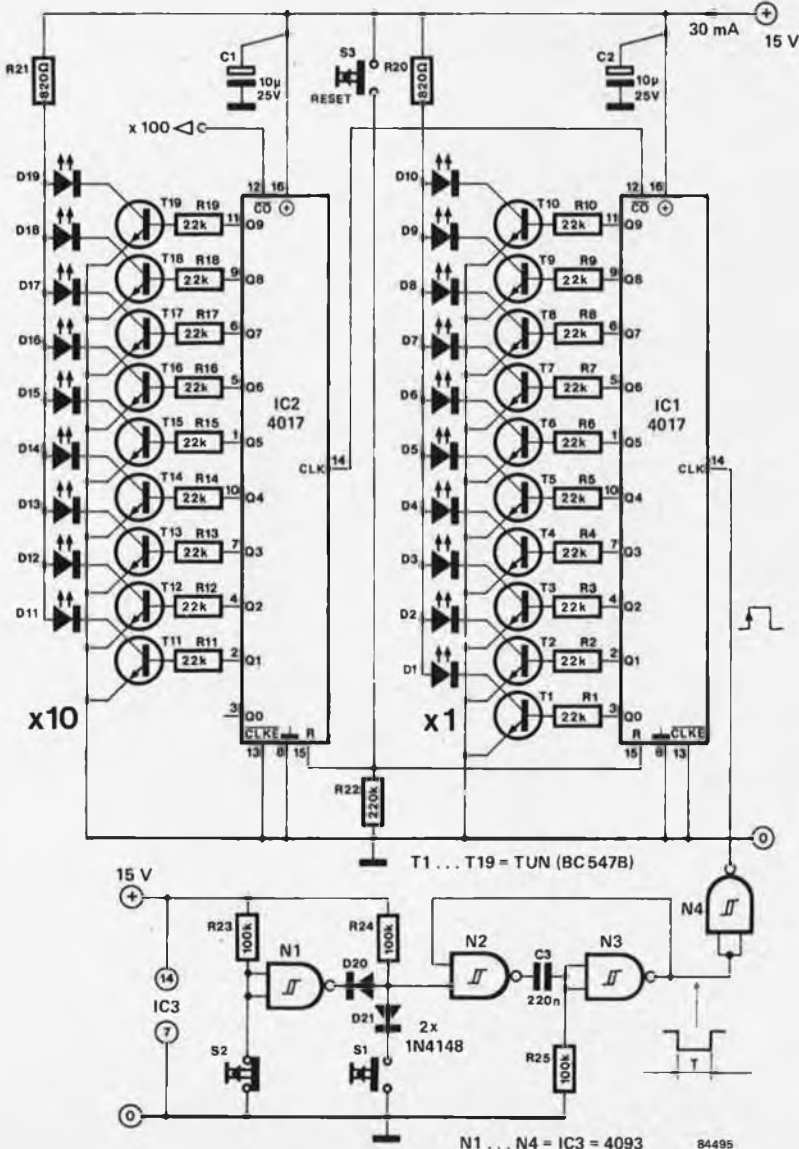 30 mA
+
15 V
R21
820Ω
C1
10µ
25V
S3
RESET
R20
820Ω
C2
10µ
25V
x 100
12 16
CO +
12 16
CO +
D19
T19 R19
22k
11
Q9
D10
T10 R10
22k
11
Q9
D18
T18 R18
22k
9
Q8
D9
T9 R9
22k
9
Q8
D17
T17 R17
22k
6
Q7
D8
T8 R8
22k
6
Q7
D16
T16 R16
22k
5
Q6
D7
T7 R7
22k
5
Q6
D15
T15 R15
22k
1
Q5
D6
T6 R6
22k
1
Q5
IC2
4017
IC1
4017
D14
T14 R14
22k
10
Q4
CLK
14
D5
T5 R5
22k
10
Q4
CLK
14
D13
T13 R13
22k
7
Q3
D4
T4 R4
22k
7
Q3
D12
T12 R12
22k
4
Q2
D3
T3 R3
22k
4
Q2
D11
T11 R11
22k
2
Q1
D2
T2 R2
22k
2
Q1
D1
T1 R1
22k
3
Q0
x10
3
Q0
x1
CLKE
R
13 8 15
R
CLKE
15 8 13
R22
220k
0
T1 . . . T19 = TUN (BC 547B)
15 V
+
R23
100k
N1
R24
100k
N2
C3
220n
N3
N4
14
IC3
7
D20
D21
2x
1N4148
S2
S1
R25
100k
T
0
N1 . . . N4 = IC3 = 4093
84495